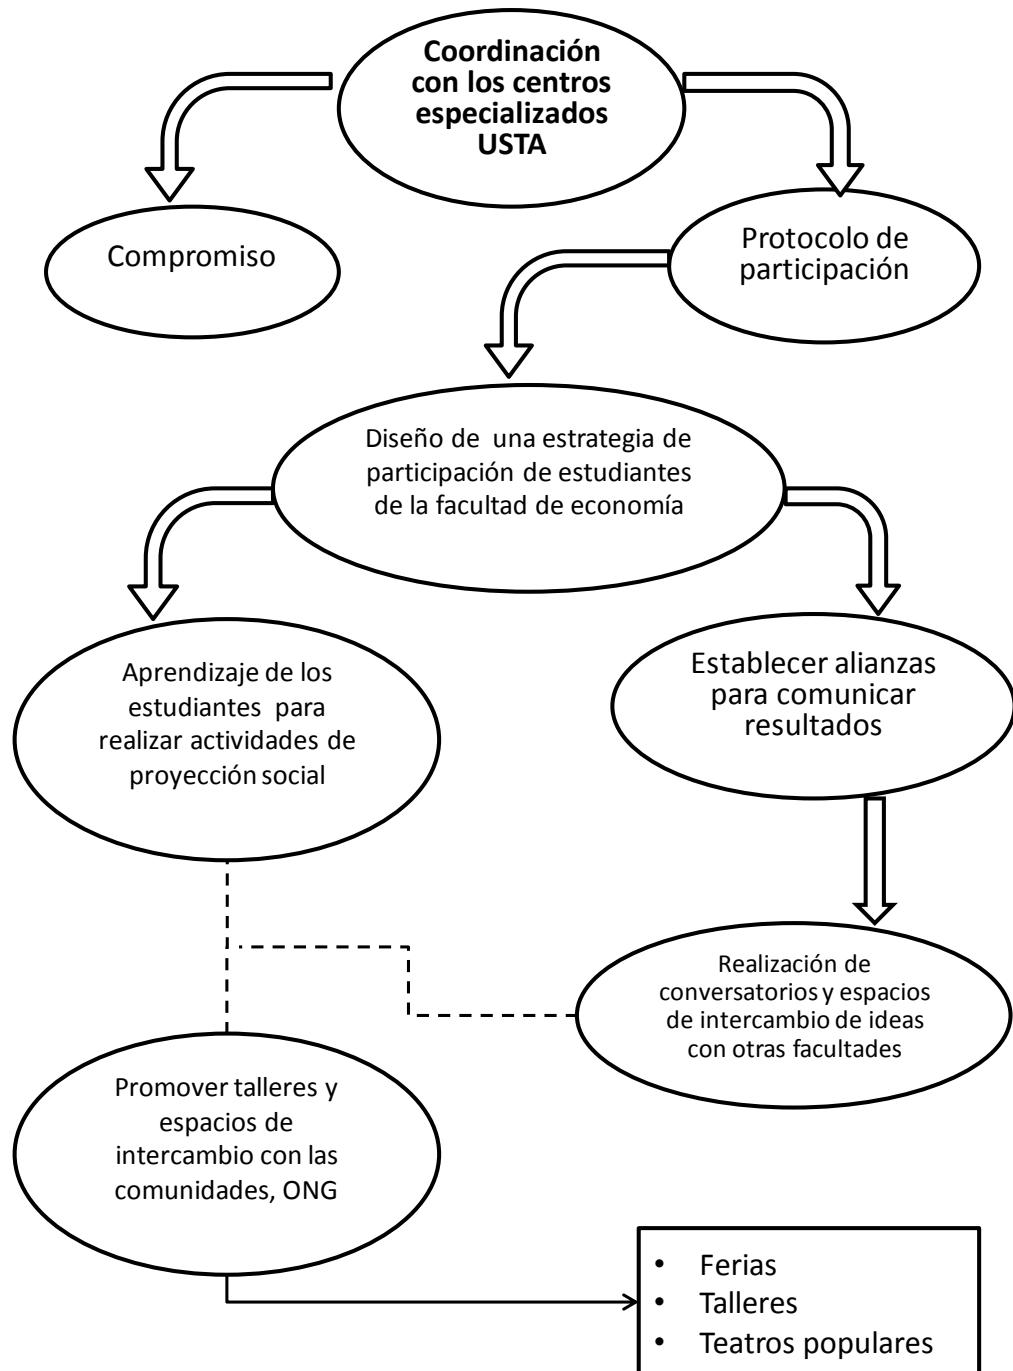 Coordinación
con los centros
especializados
USTA
Compromiso
Protocolo de
participación
Diseño de una estrategia de
participación de estudiantes
de la facultad de economía
Aprendizaje de los
estudiantes para
realizar actividades de
proyección social
Establecer alianzas
para comunicar
resultados
Realización de
conversatorios y espacios
de intercambio de ideas
con otras facultades
Promover talleres y
espacios de
intercambio con las
comunidades, ONG
• Ferias
• Talleres
• Teatros populares